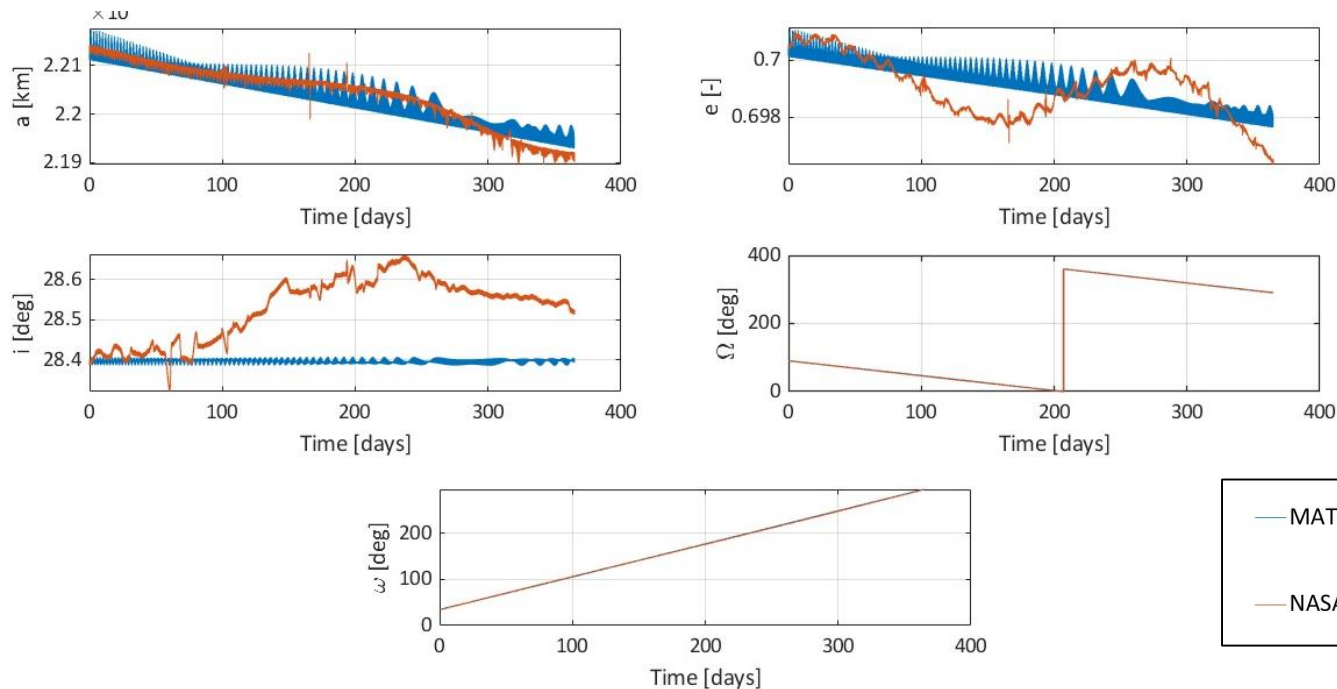 × 10
2.21
2.2
2.19
a [km]
0 100 200 300 400
Time [days]
0.7
0.698
e [-]
0 100 200 300 400
Time [days]
28.6
28.5
28.4
i [deg]
0 100 200 300 400
Time [days]
400
200
0
Ω [deg]
0 100 200 300 400
Time [days]
200
100
0
ω [deg]
0 100 200 300 400
Time [days]
MAT
NASA